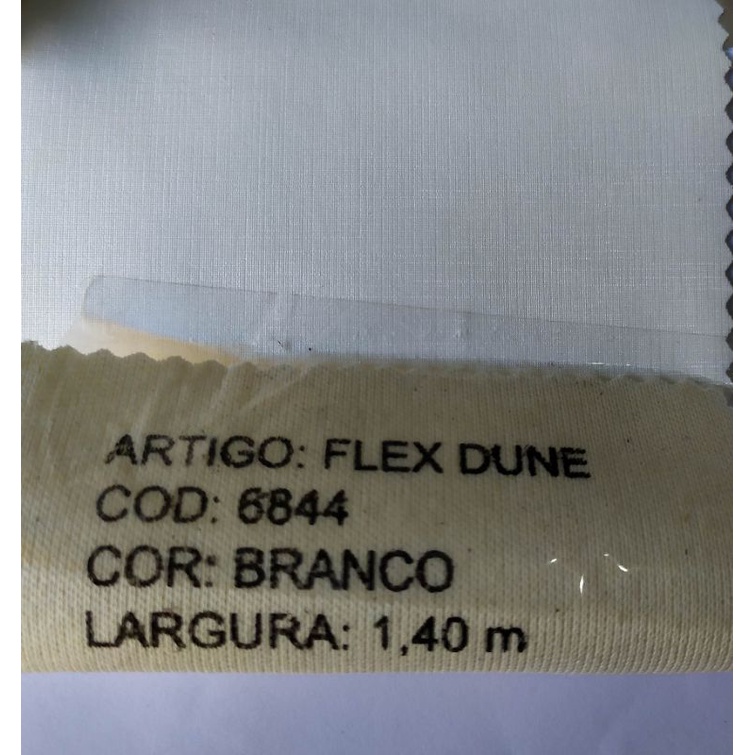 ARTIGO: FLEX DUNE
COD: 6844
COR: BRANCO
LARGURA: 1,40 m